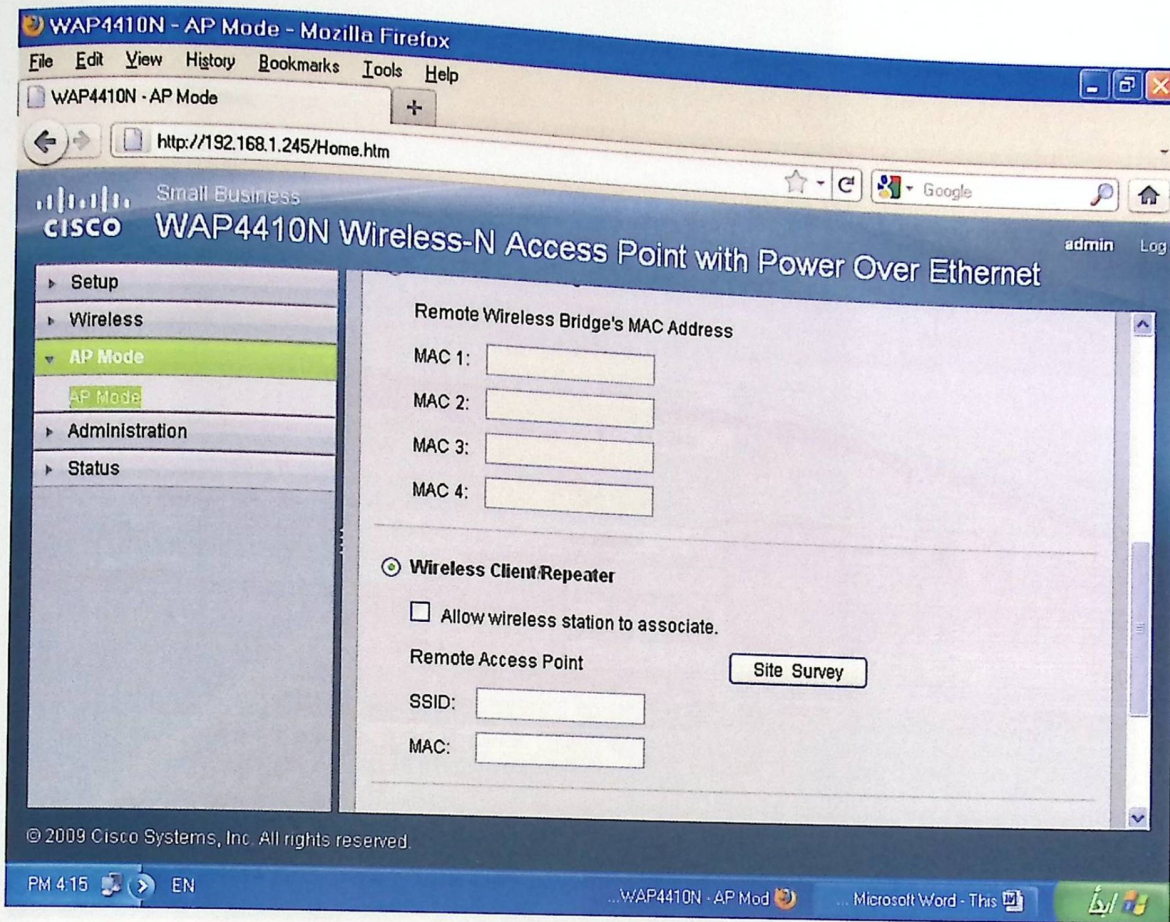 WAP4410N - AP Mode - Mozilla Firefox
File Edit View History Bookmarks Tools Help
WAP4410N - AP Mode
http://192.168.1.245/Home.htm
Google
CISCO
Small Business
WAP4410N Wireless-N Access Point with Power Over Ethernet
admin Log
Setup
Wireless
AP Mode
AP Mode
Administration
Status
Remote Wireless Bridge's MAC Address
MAC 1:
MAC 2:
MAC 3:
MAC 4:
Wireless Client/Repeater
Allow wireless station to associate.
Remote Access Point
Site Survey
SSID:
MAC:
© 2009 Cisco Systems, Inc. All rights reserved.
PM 4:15 EN ...WAP4410N - AP Mod ... Microsoft Word - This ابدأ